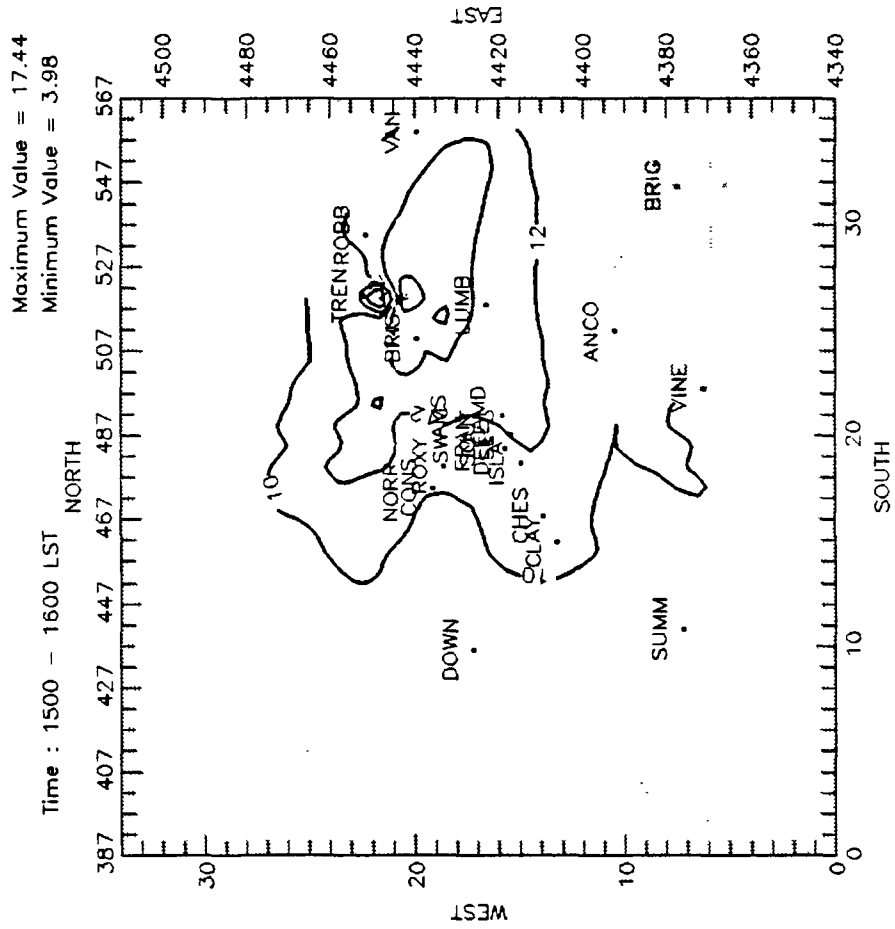 Maximum Value = 17.44
Minimum Value = 3.98
Time : 1500 - 1600 LST
NORTH
387 407 427 447 467 487 507 527 547 567
WEST
30
20
10
EAST
4500
4480
4460
4440
4420
4400
4380
4360
4340
10
TREN
ROBB
VAN
BRIS
NORR
CONS
ROXY
SWAN
ISLA
CHES
CLAY
12
BRIG
ANCO
VINE
DOWN
SUMM
0 10 20 30
SOUTH